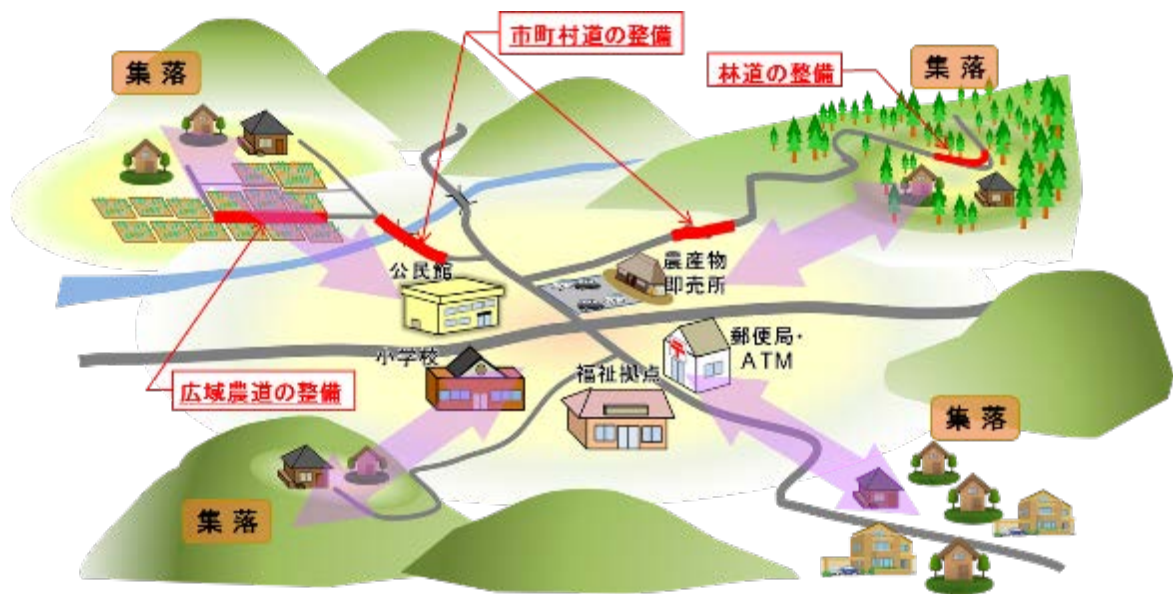 市町村道の整備
集落
林道の整備
集落
公民館
農産物
即売所
小学校
郵便局・
ATM
福祉拠点
広域農道の整備
集落
集落